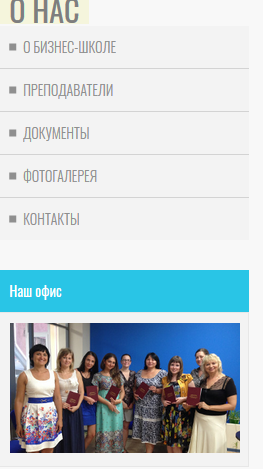 О НАС
О БИЗНЕС-ШКОЛЕ
ПРЕПОДАВАТЕЛИ
ДОКУМЕНТЫ
ФОТОГАЛЕРЕЯ
КОНТАКТЫ
Наш офис